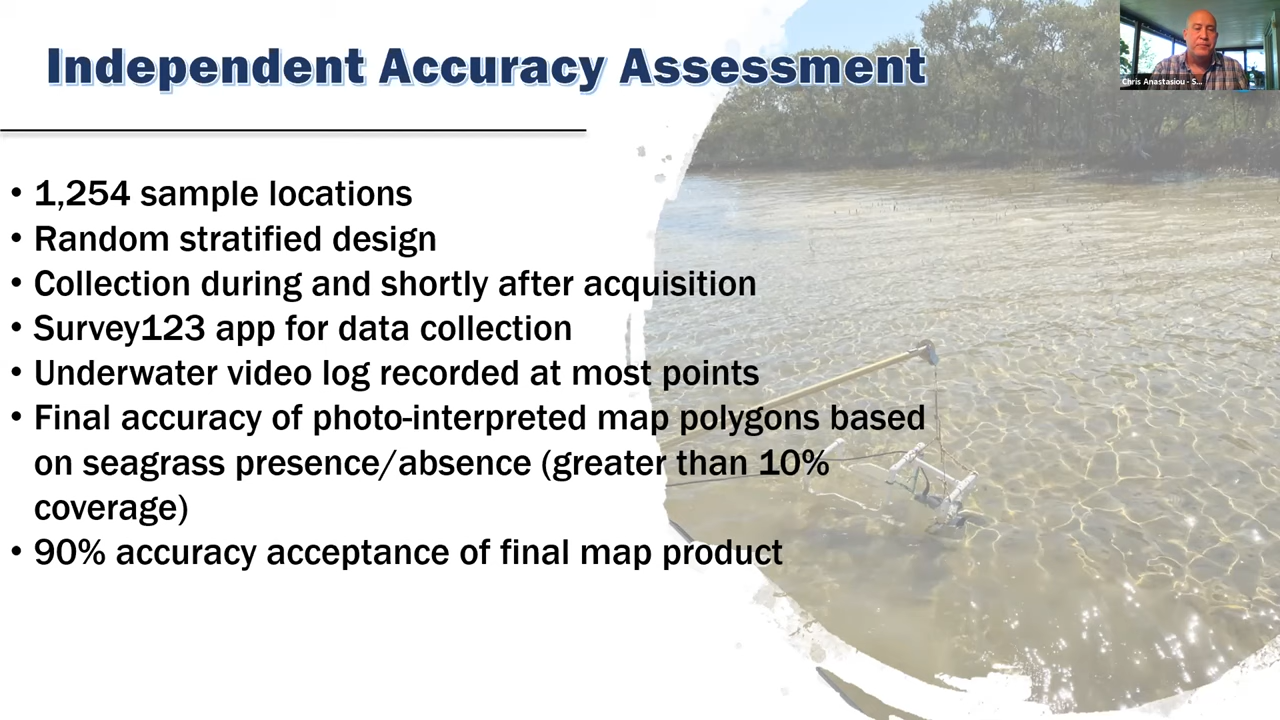 Independent Accuracy Assessment
Chris Anastasiou - S...
• 1,254 sample locations
• Random stratified design
• Collection during and shortly after acquisition
• Survey123 app for data collection
• Underwater video log recorded at most points
• Final accuracy of photo-interpreted map polygons based
on seagrass presence/absence (greater than 10%
coverage)
• 90% accuracy acceptance of final map product